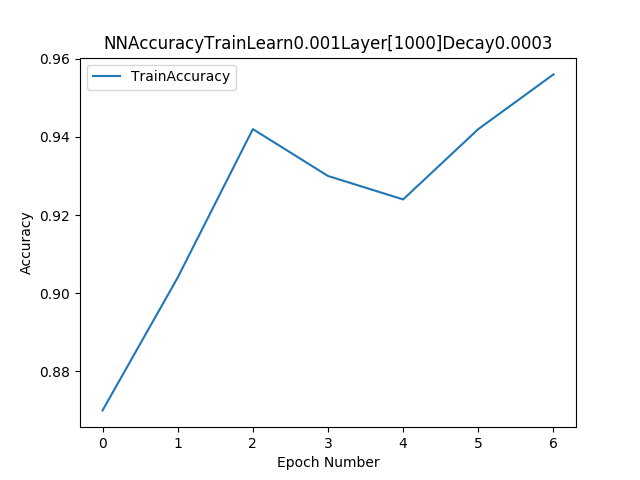 NNAccuracyTrainLearn0.001Layer[1000]Decay0.0003
TrainAccuracy
0.96
0.94
0.92
0.90
0.88
Accuracy
0 1 2 3 4 5 6
Epoch Number